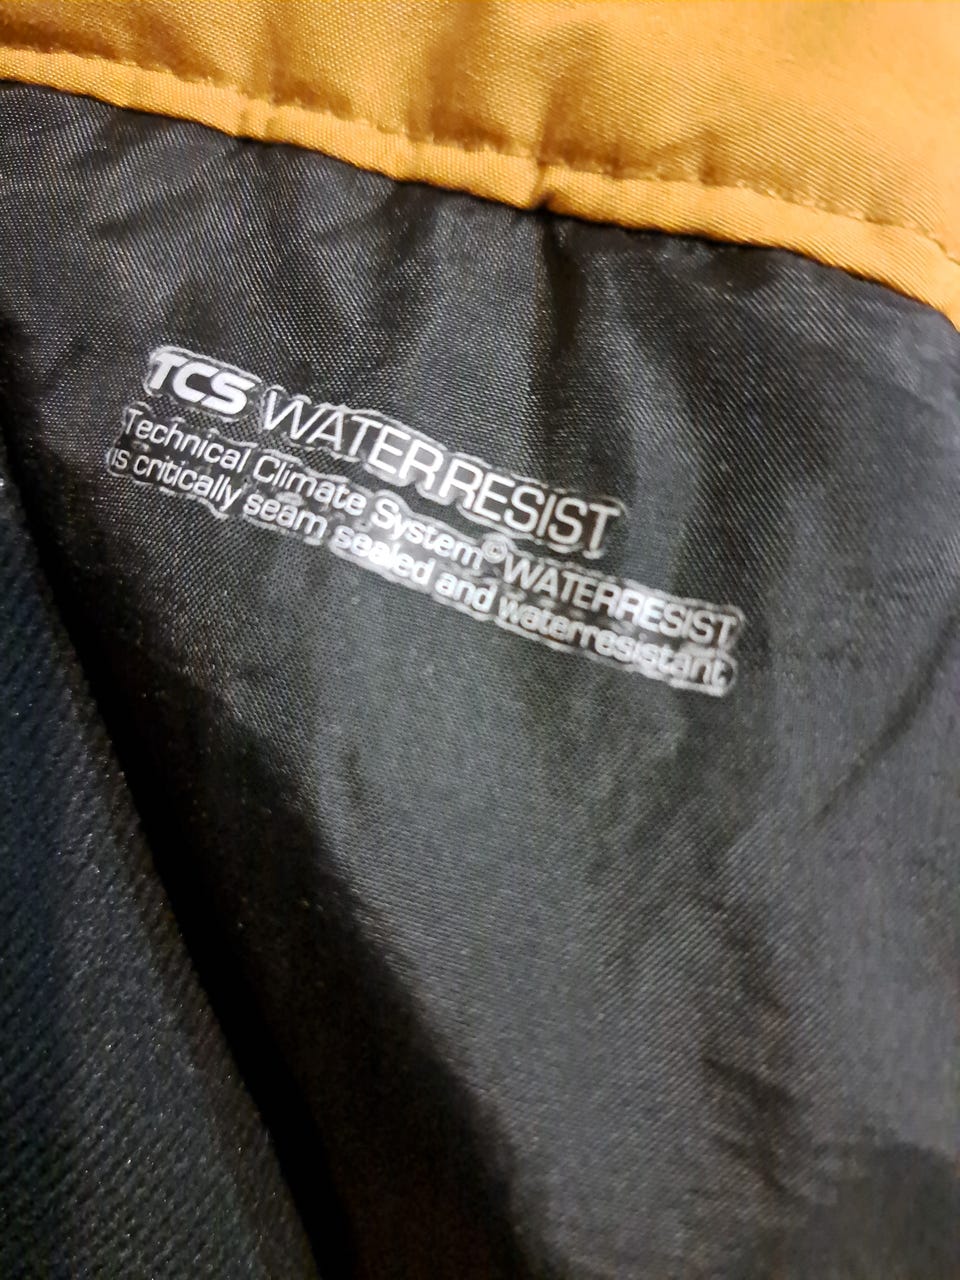 TCS WATERRESIST
Technical Climate System© WATERRESIST
is critically seam sealed and waterresistant